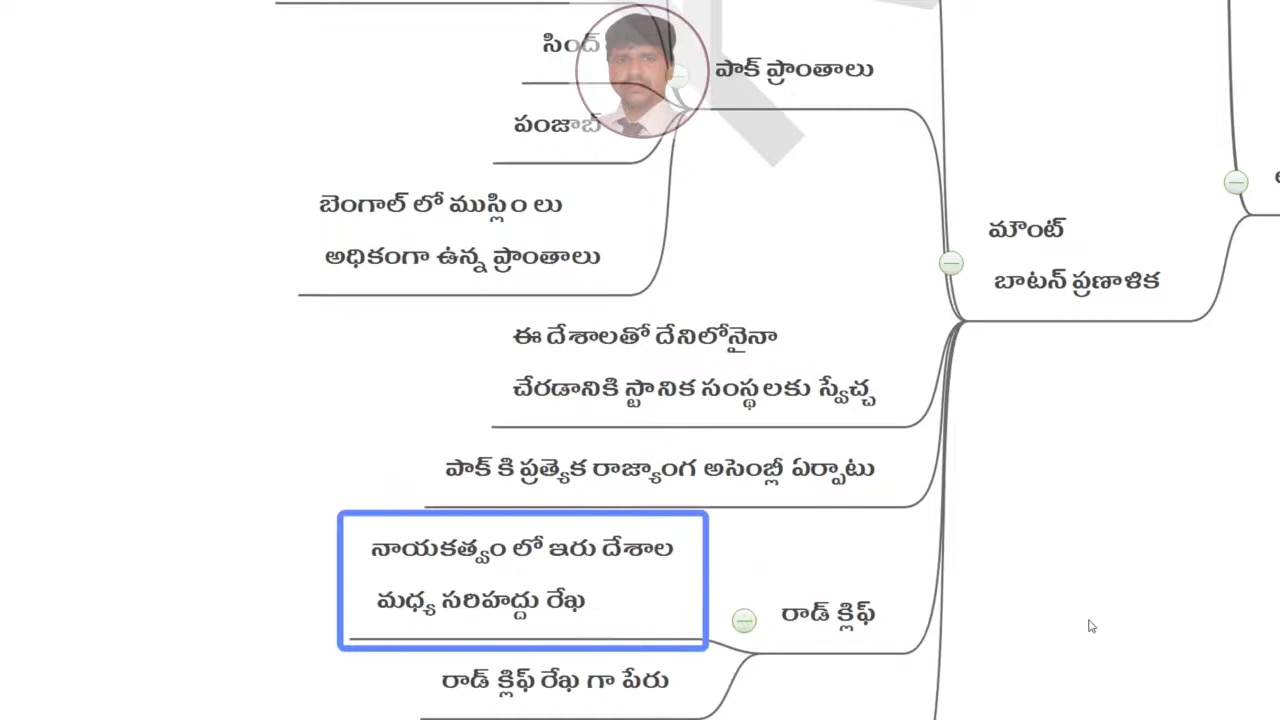 సింద్
పాక్ ప్రాంతాలు
పంజాబ్
బెంగాల్ లో ముస్లిం లు
అధికంగా ఉన్న ప్రాంతాలు
మౌంట్
బాటన్ ప్రణాళిక
ఈ దేశాలతో దేనిలోనైనా
చేరడానికి స్టానిక సంస్థలకు స్వేచ్చ
పాక్ కి ప్రత్యేక రాజ్యాంగ అసెంబ్లీ ఏర్పాటు
నాయకత్వం లో ఇరు దేశాల
మధ్య సరిహద్దు రేఖ
రాడ్ క్లిఫ్
రాడ్ క్లిఫ్ రేఖ గా పేరు